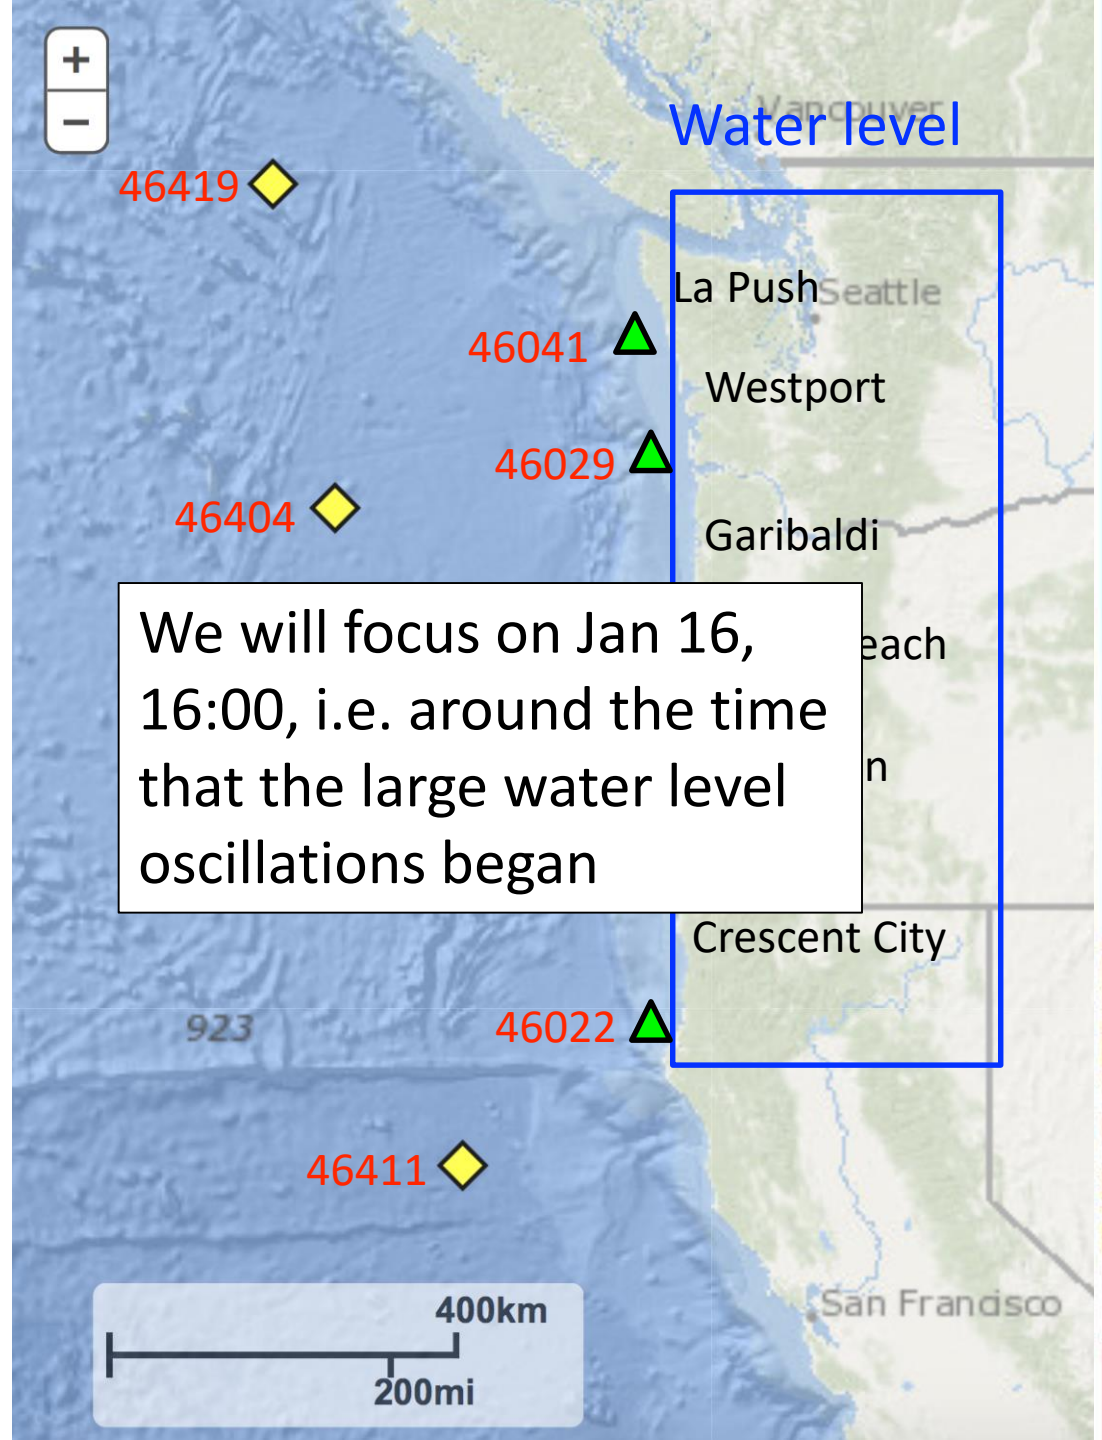 +
−
Vancouver
Water level
46419
La Push
Seattle
46041
Westport
46029
46404
Garibaldi
We will focus on Jan 16,
16:00, i.e. around the time
that the large water level
oscillations began
each
n
Crescent City
923
46022
46411
San Francisco
400km
200mi